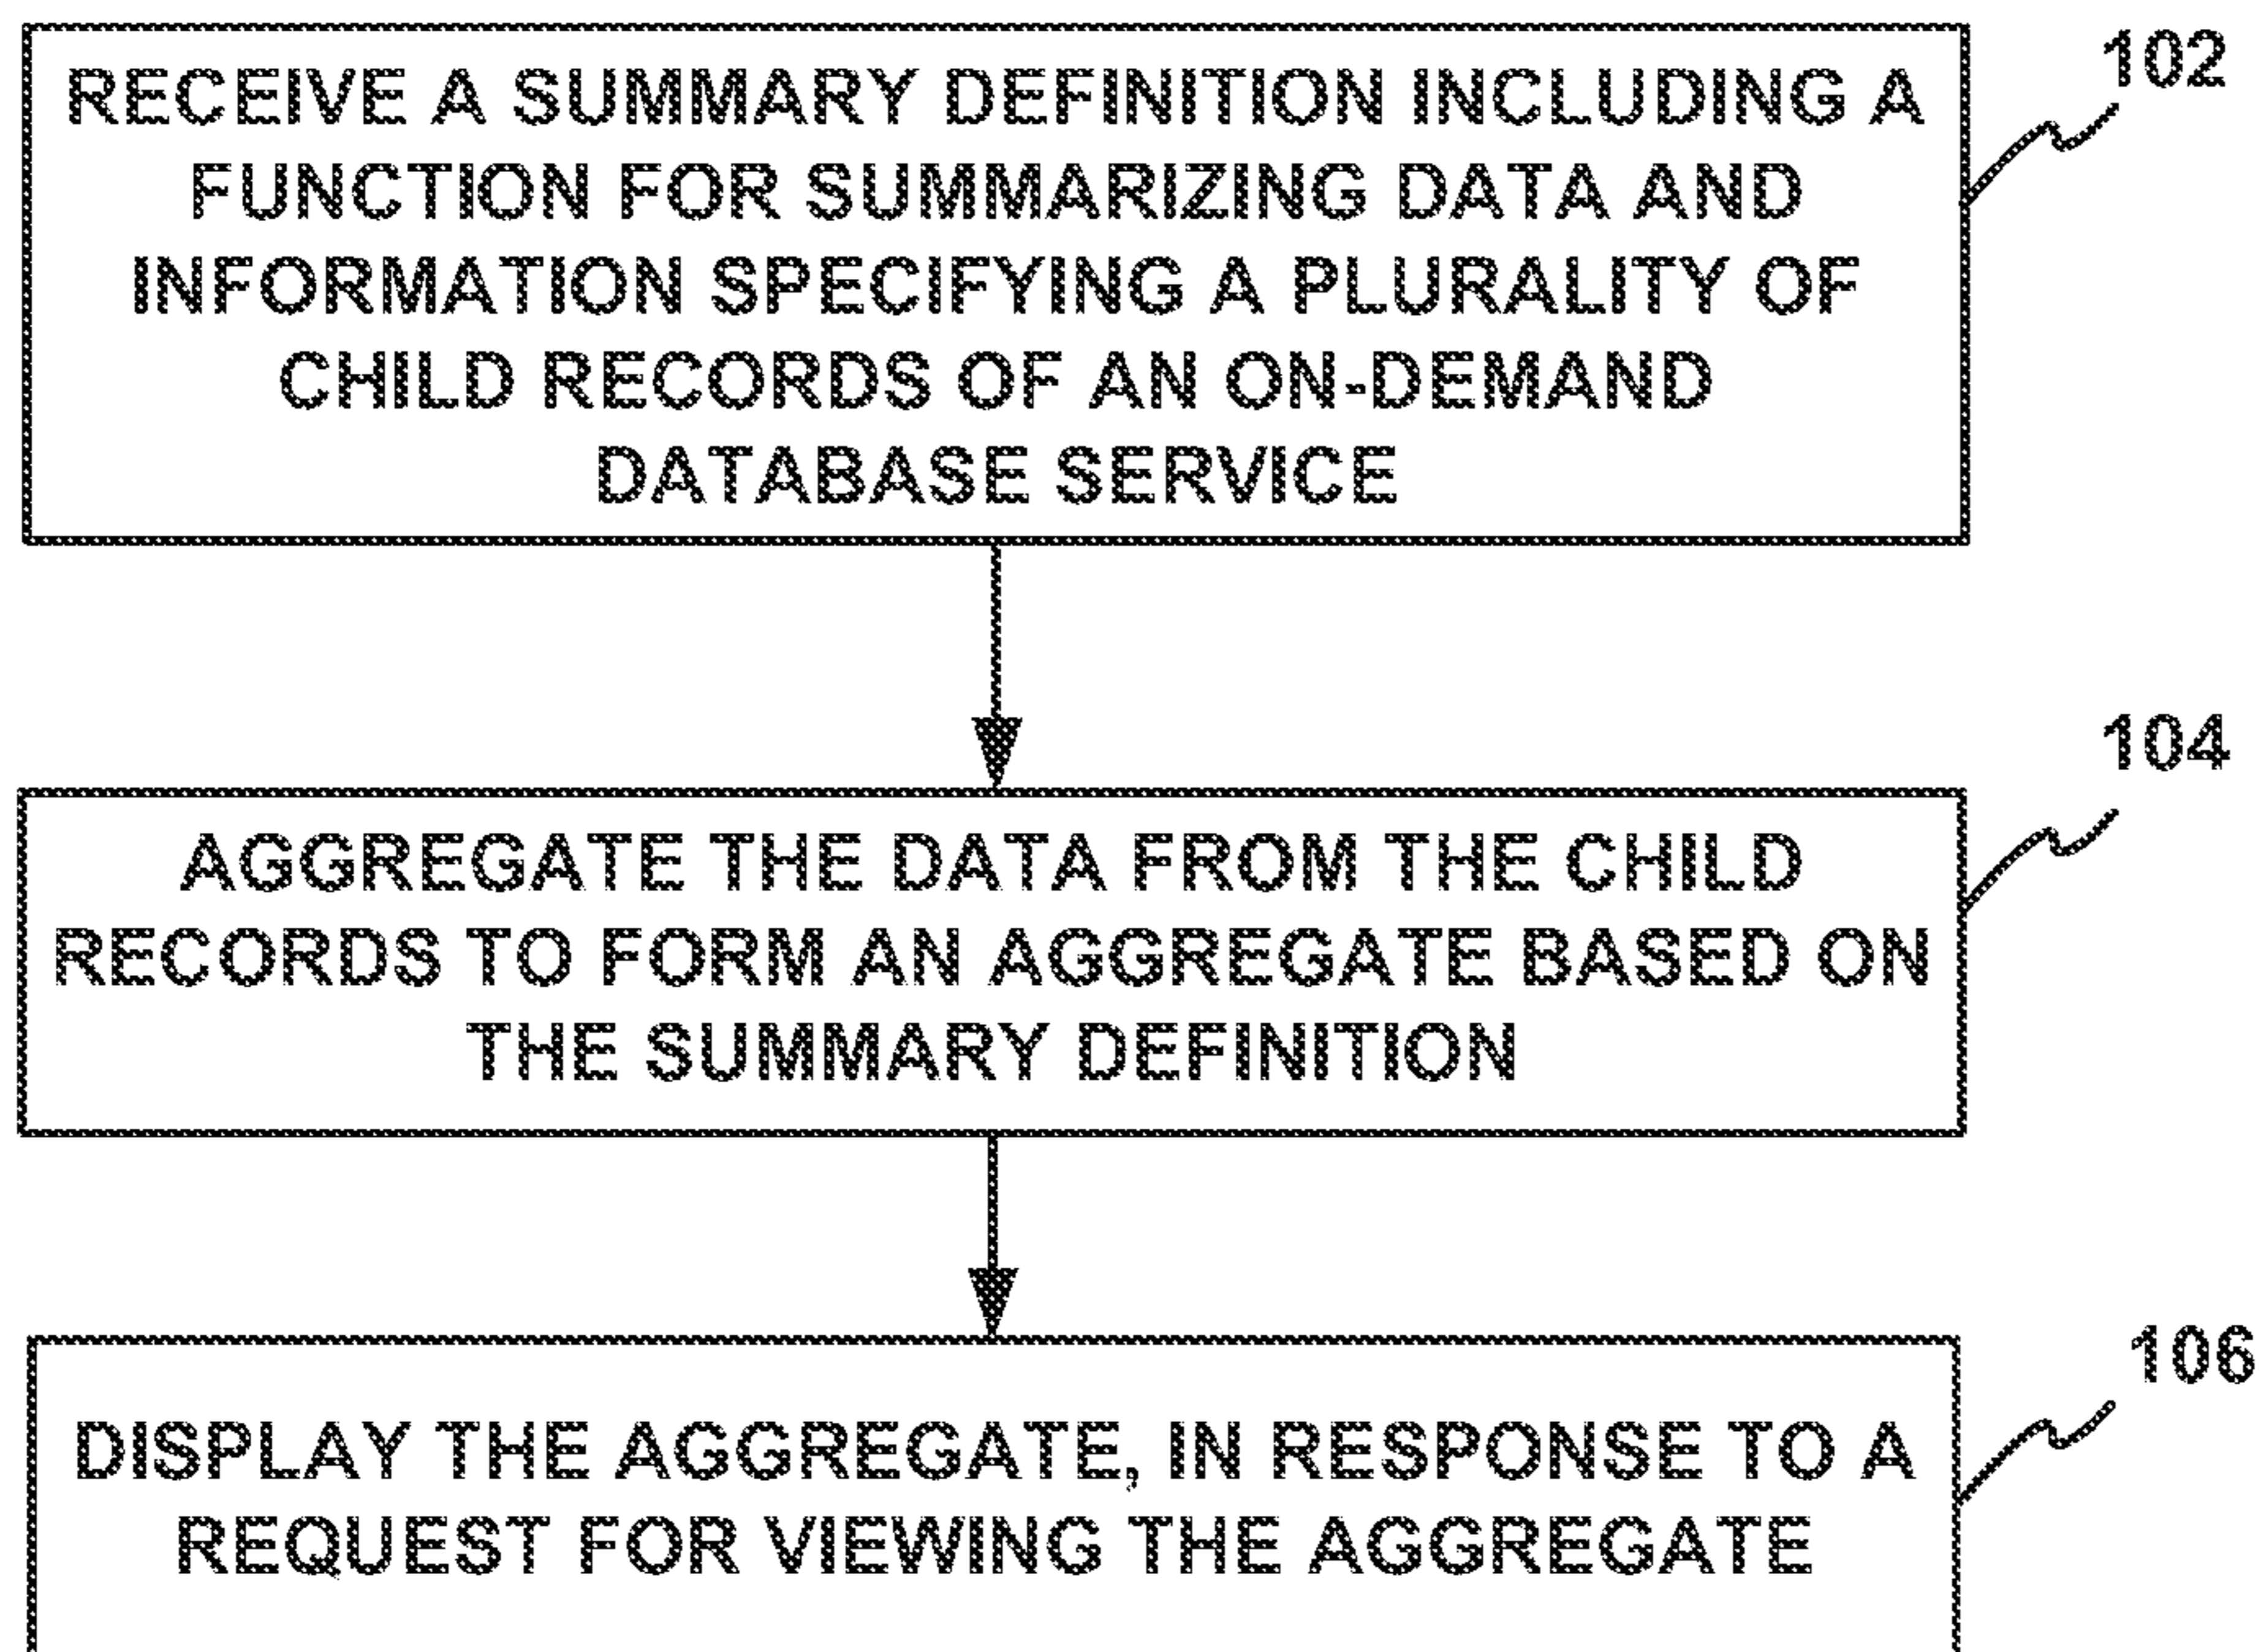 RECEIVE A SUMMARY DEFINITION INCLUDING A
FUNCTION FOR SUMMARIZING DATA AND
INFORMATION SPECIFYING A PLURALITY OF
CHILD RECORDS OF AN ON-DEMAND
DATABASE SERVICE
102
AGGREGATE THE DATA FROM THE CHILD
RECORDS TO FORM AN AGGREGATE BASED ON
THE SUMMARY DEFINITION
104
DISPLAY THE AGGREGATE, IN RESPONSE TO A
REQUEST FOR VIEWING THE AGGREGATE
106